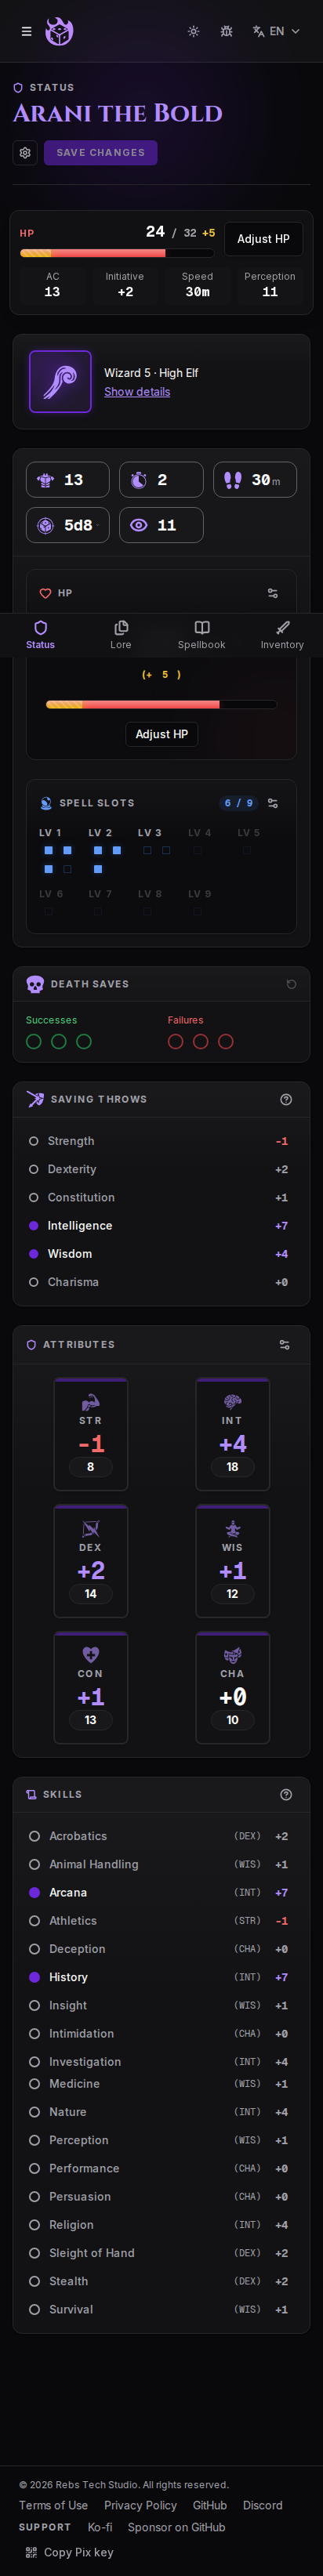 EN
STATUS
Arani the Bold
SAVE CHANGES
HP 24 / 32 +5
Adjust HP
AC Initiative Speed Perception
13 +2 30m 11
Wizard 5 · High Elf
Show details
13 2 30 m
5d8 11
HP
Status Lore Spellbook Inventory
(+ 5 )
Adjust HP
SPELL SLOTS 6 / 9
LV 1 LV 2 LV 3 LV 4 LV 5
LV 6 LV 7 LV 8 LV 9
DEATH SAVES
Successes Failures
SAVING THROWS
Strength -1
Dexterity +2
Constitution +1
Intelligence +7
Wisdom +4
Charisma +0
ATTRIBUTES
STR INT
-1 +4
8 18
DEX WIS
+2 +1
14 12
CON CHA
+1 +0
13 10
SKILLS
Acrobatics (DEX) +2
Animal Handling (WIS) +1
Arcana (INT) +7
Athletics (STR) -1
Deception (CHA) +0
History (INT) +7
Insight (WIS) +1
Intimidation (CHA) +0
Investigation (INT) +4
Medicine (WIS) +1
Nature (INT) +4
Perception (WIS) +1
Performance (CHA) +0
Persuasion (CHA) +0
Religion (INT) +4
Sleight of Hand (DEX) +2
Stealth (DEX) +2
Survival (WIS) +1
© 2026 Rebs Tech Studio. All rights reserved.
Terms of Use Privacy Policy GitHub Discord
SUPPORT Ko-fi Sponsor on GitHub
Copy Pix key